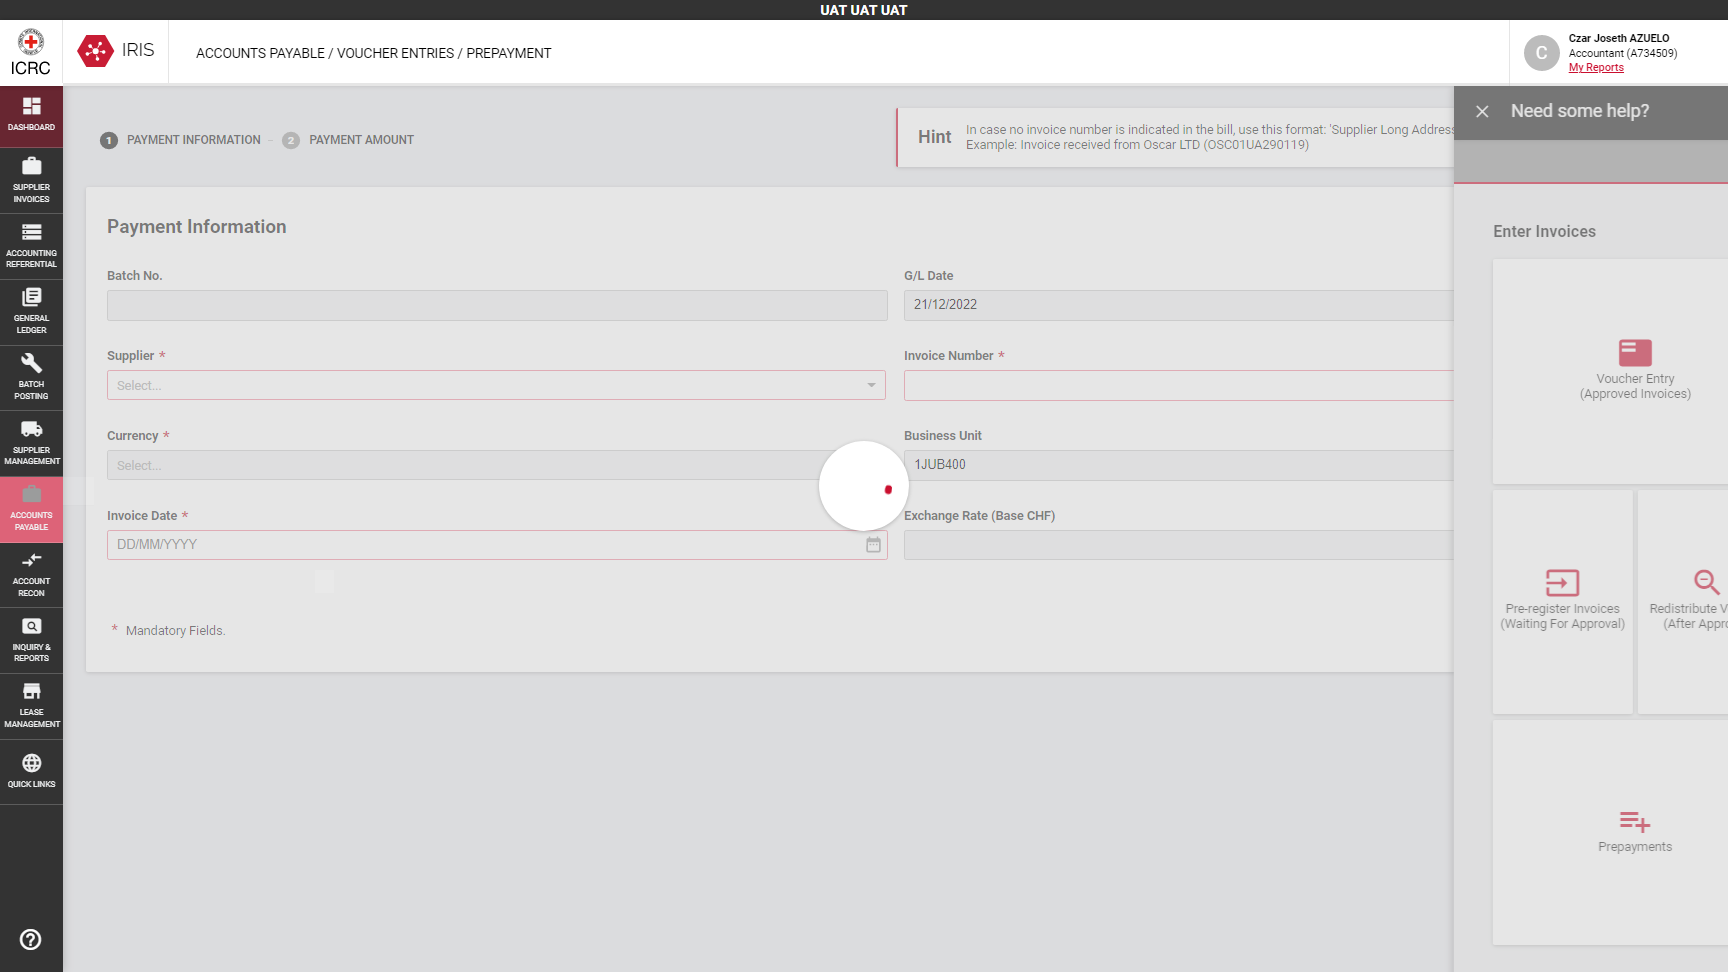 UAT UAT UAT
ICRC
IRIS
ACCOUNTS PAYABLE / VOUCHER ENTRIES / PREPAYMENT
C
Czar Joseth AZUELO
Accountant (A734509)
My Reports
DASHBOARD
SUPPLIER
INVOICES
ACCOUNTING
REFERENTIAL
GENERAL
LEDGER
BATCH
POSTING
SUPPLIER
MANAGEMENT
ACCOUNTS
PAYABLE
ACCOUNT
RECON
INQUIRY &
REPORTS
LEASE
MANAGEMENT
QUICK LINKS
1 PAYMENT INFORMATION - 2 PAYMENT AMOUNT
Hint
In case no invoice number is indicated in the bill, use this format: 'Supplier Long Address
Example: Invoice received from Oscar LTD (OSC01UA290119)
Payment Information
Batch No.
G/L Date
21/12/2022
Supplier *
Select...
Invoice Number *
Currency *
Select...
Business Unit
1JUB400
Invoice Date *
DD/MM/YYYY
Exchange Rate (Base CHF)
* Mandatory Fields.
Need some help?
Enter Invoices
Voucher Entry
(Approved Invoices)
Pre-register Invoices
(Waiting For Approval)
Redistribute V
(After Appro
Prepayments